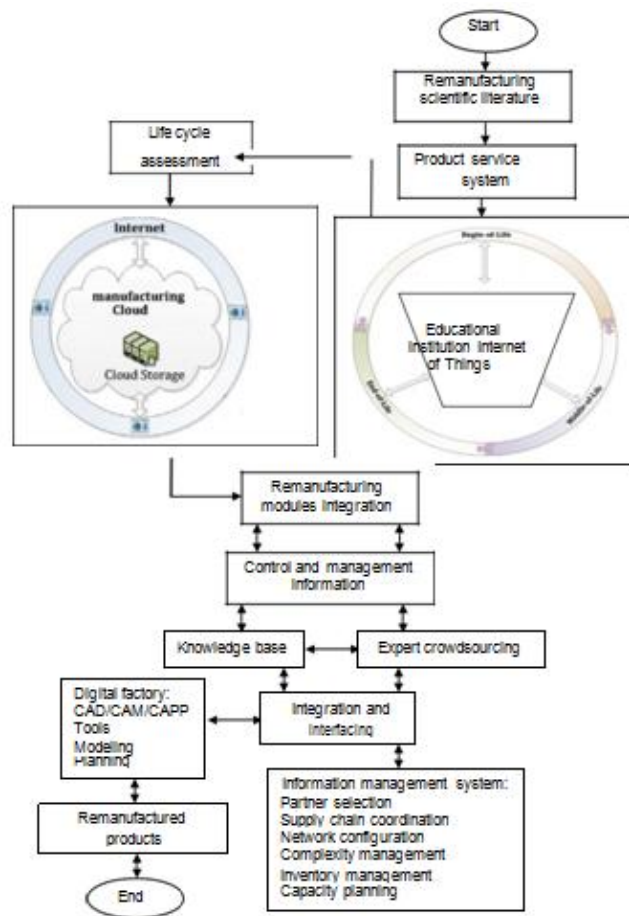 Start
Remanufacturing
scientific literature
Life cycle
assessment
Product service
system
Internet
manufacturing
Cloud
Cloud Storage
Begin-of-Life
Educational
Institution Internet
of Things
End-of-Life
Middle-of-Life
Remanufacturing
modules integration
Control and management
information
Knowledge base
Expert crowdsourcing
Digital factory:
CAD/CAM/CAPP
Tools
Modeling
Planning
Integration and
interfacing
Information management system:
Partner selection
Supply chain coordination
Network configuration
Complexity management
Inventory management
Capacity planning
Remanufactured
products
End